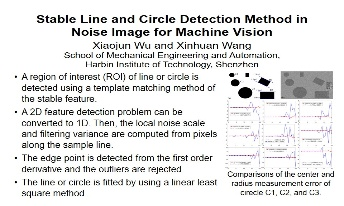 Stable Line and Circle Detection Method in
Noise Image for Machine Vision
Xiaojun Wu and Xinhuan Wang
School of Mechanical Engineering and Automation,
Harbin Institute of Technology, Shenzhen
• A region of interest (ROI) of line or circle is
detected using a template matching method of
the stable feature.
• A 2D feature detection problem can be
converted to 1D. Then, the local noise scale
and filtering variance are computed from pixels
along the sample line.
• The edge point is detected from the first order
derivative and the outliers are rejected
• The line or circle is fitted by using a linear least
square method
Comparisons of the center and
radius measurement error of
cirecle C1, C2, and C3.